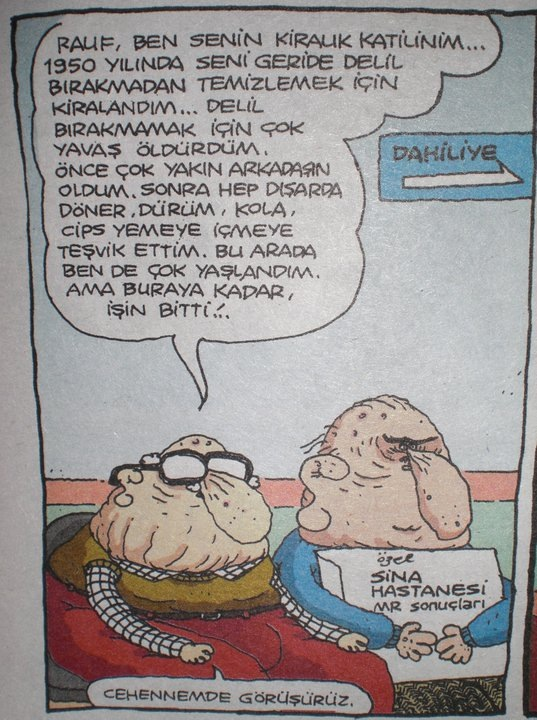 RAUF, BEN SENİN KİRALIK KATİLİNİM...
1950 YILINDA SENİ GERİDE DELİL
BIRAKMADAN TEMİZLEMEK İÇİN
KİRALANDIM... DELİL
BIRAKMAMAK İÇİN ÇOK
YAVAŞ ÖLDÜRDÜM.
ÖNCE ÇOK YAKIN ARKADAŞIN
OLDUM. SONRA HEP DIŞARDA
DÖNER, DÜRÜM, KOLA,
CİPS YEMEYE İÇMEYE
TEŞVİK ETTİM. BU ARADA
BEN DE ÇOK YAŞLANDIM.
AMA BURAYA KADAR,
İŞİN BİTTİ!..
DAHİLİYE
özel
SİNA
HASTANESİ
MR sonuçları
CEHENNEMDE GÖRÜŞÜRÜZ.